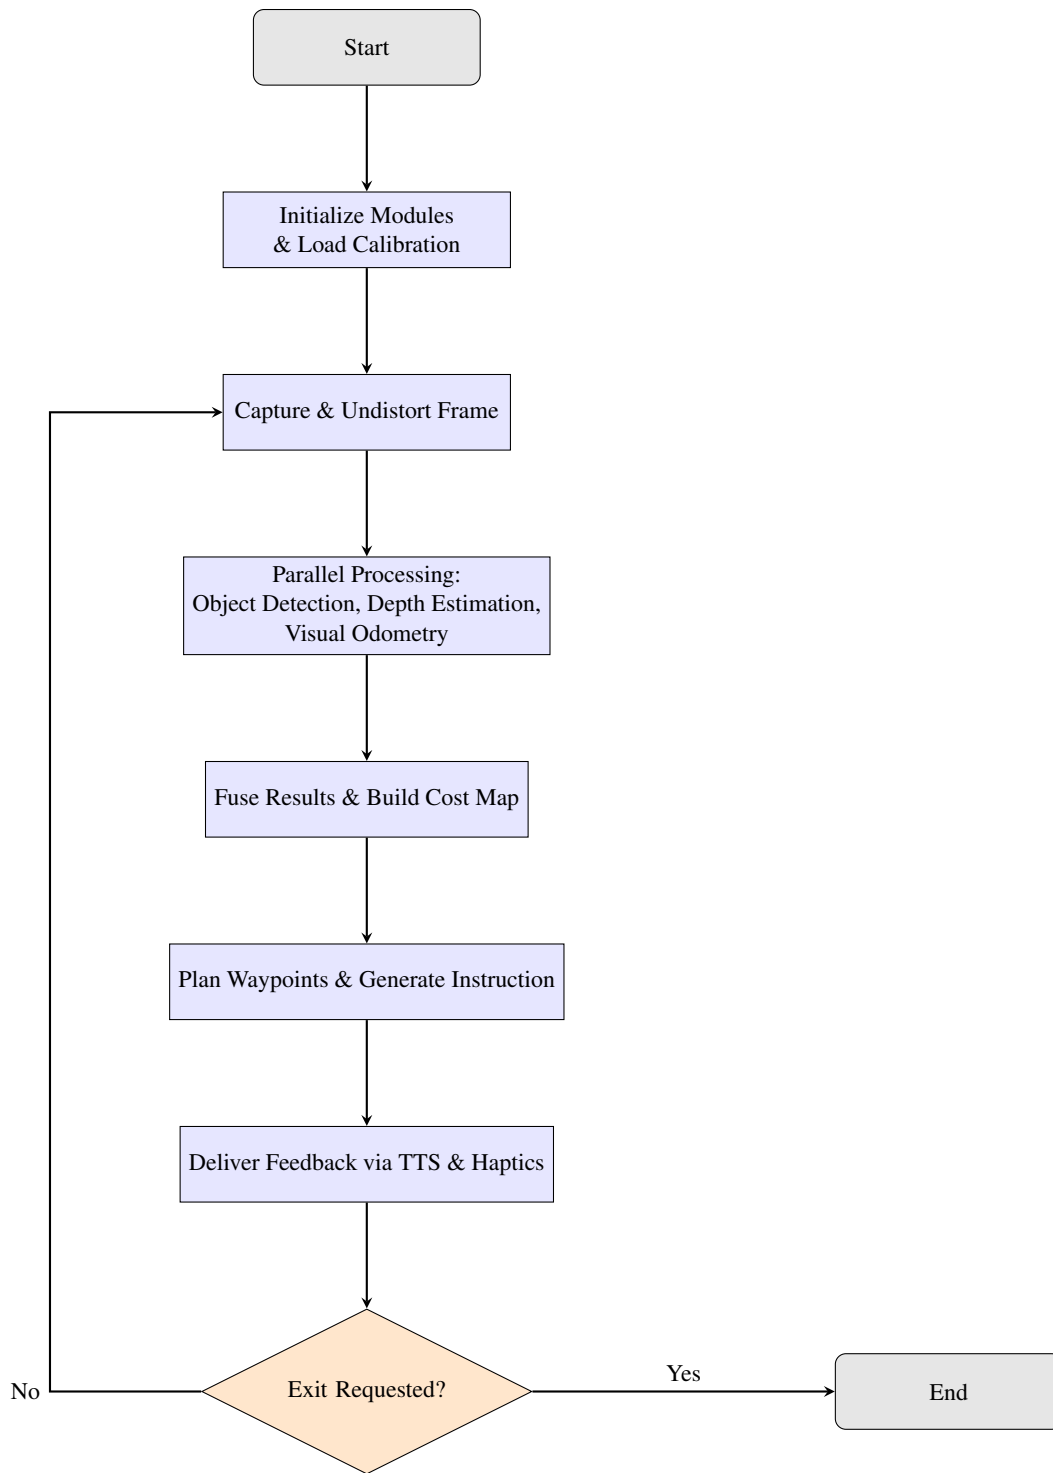 Start
Initialize Modules
& Load Calibration
Capture & Undistort Frame
Parallel Processing:
Object Detection, Depth Estimation,
Visual Odometry
Fuse Results & Build Cost Map
Plan Waypoints & Generate Instruction
Deliver Feedback via TTS & Haptics
Exit Requested?
No
Yes
End